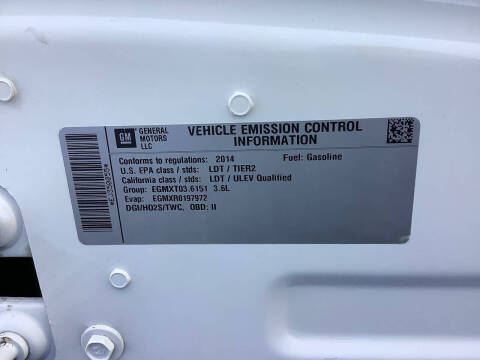 GM
GENERAL
MOTORS
LLC
VEHICLE EMISSION CONTROL
INFORMATION
Conforms to regulations: 2014 Fuel: Gasoline
U.S. EPA class / stds: LDT / TIER2
California class / stds: LDT / ULEV Qualified
Group: EGMXT03.6151 3.6L
Evap: EGMXR0197972
DGI/HO2S/TWC, OBD: II